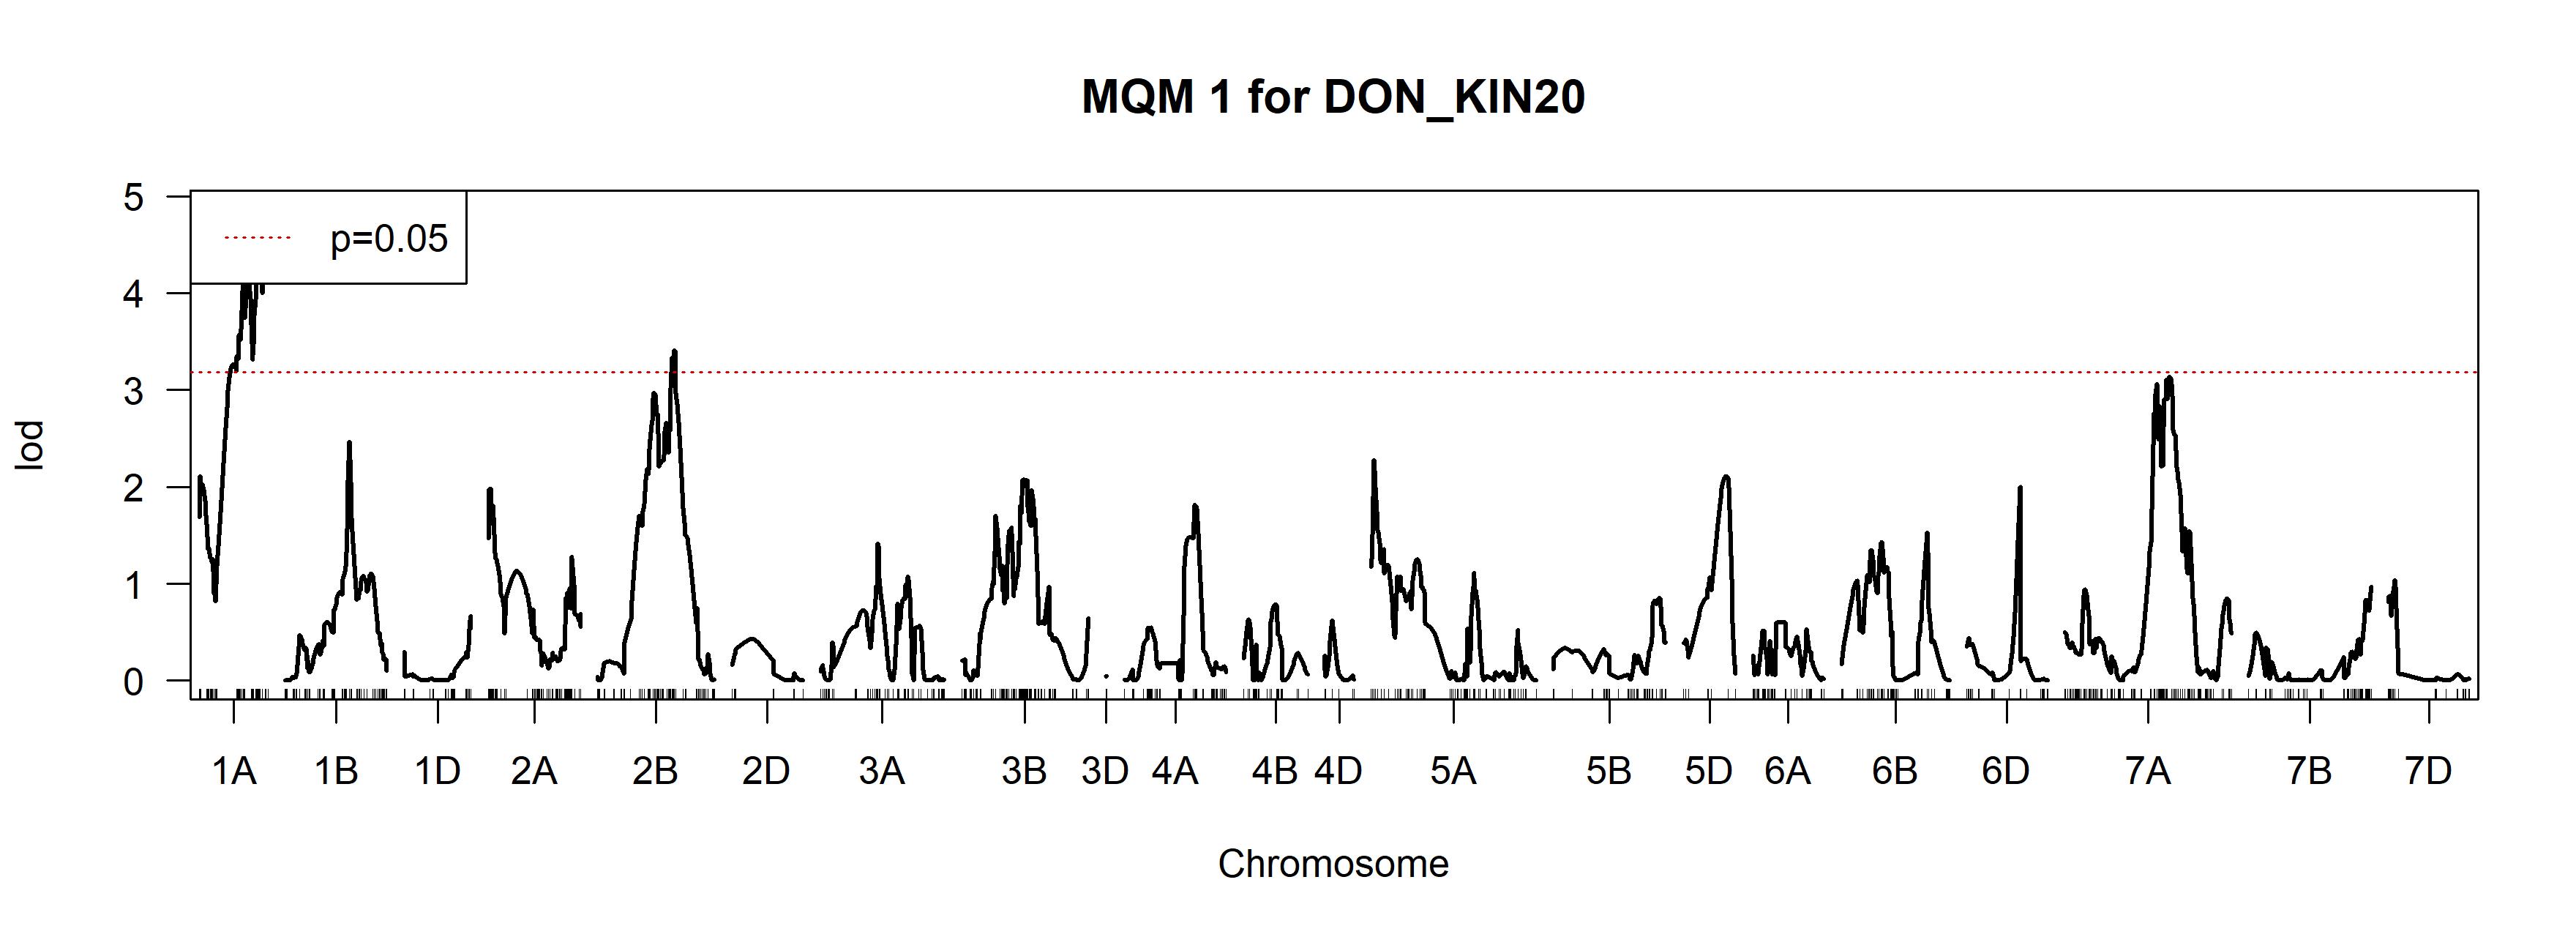 MQM 1 for DON_KIN20
5
p=0.05
4
3
2
1
0
lod
1A 1B 1D 2A 2B 2D 3A 3B 3D 4A 4B 4D 5A 5B 5D 6A 6B 6D 7A 7B 7D
Chromosome